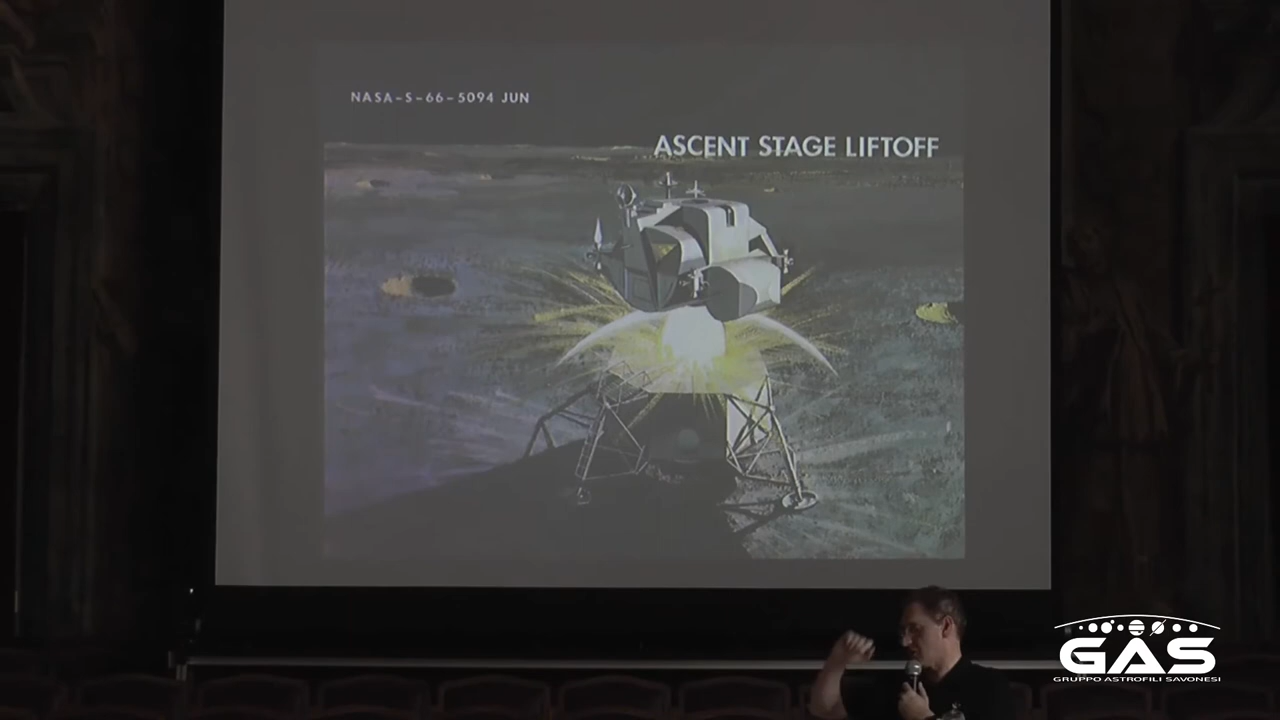 NASA-S-66-5094 JUN
ASCENT STAGE LIFTOFF
GAS
GRUPPO ASTROFILI SAVONESI